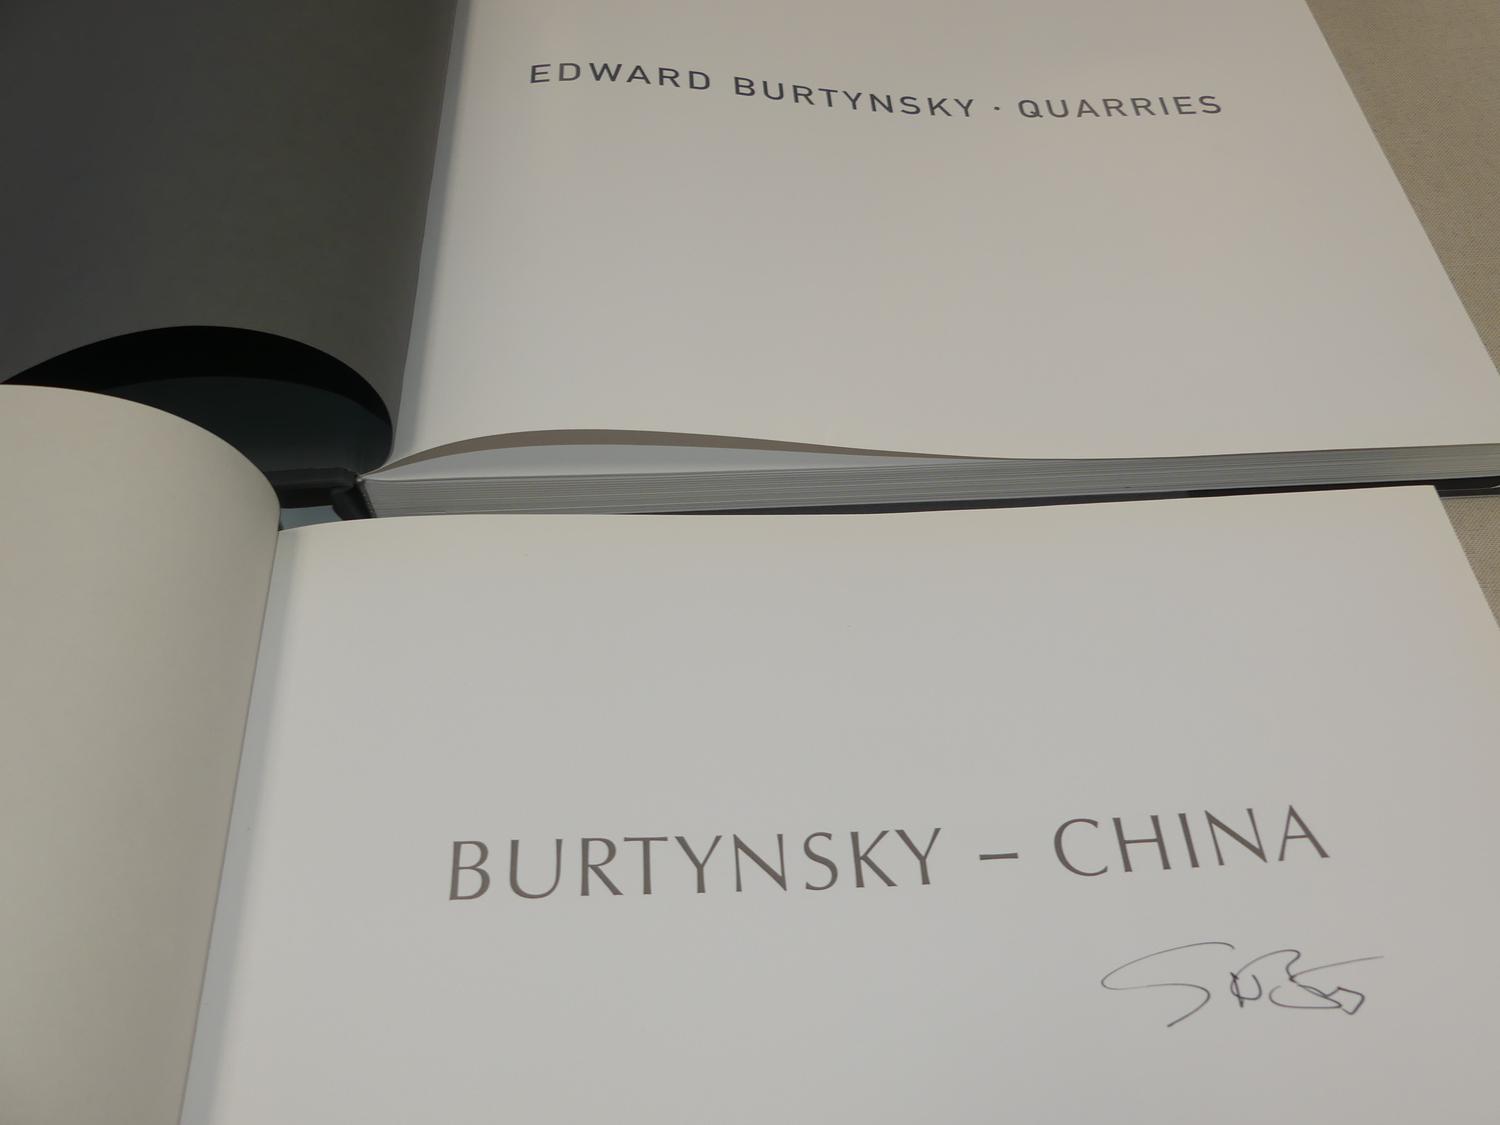 EDWARD BURTYNSKY · QUARRIES
BURTYNSKY – CHINA